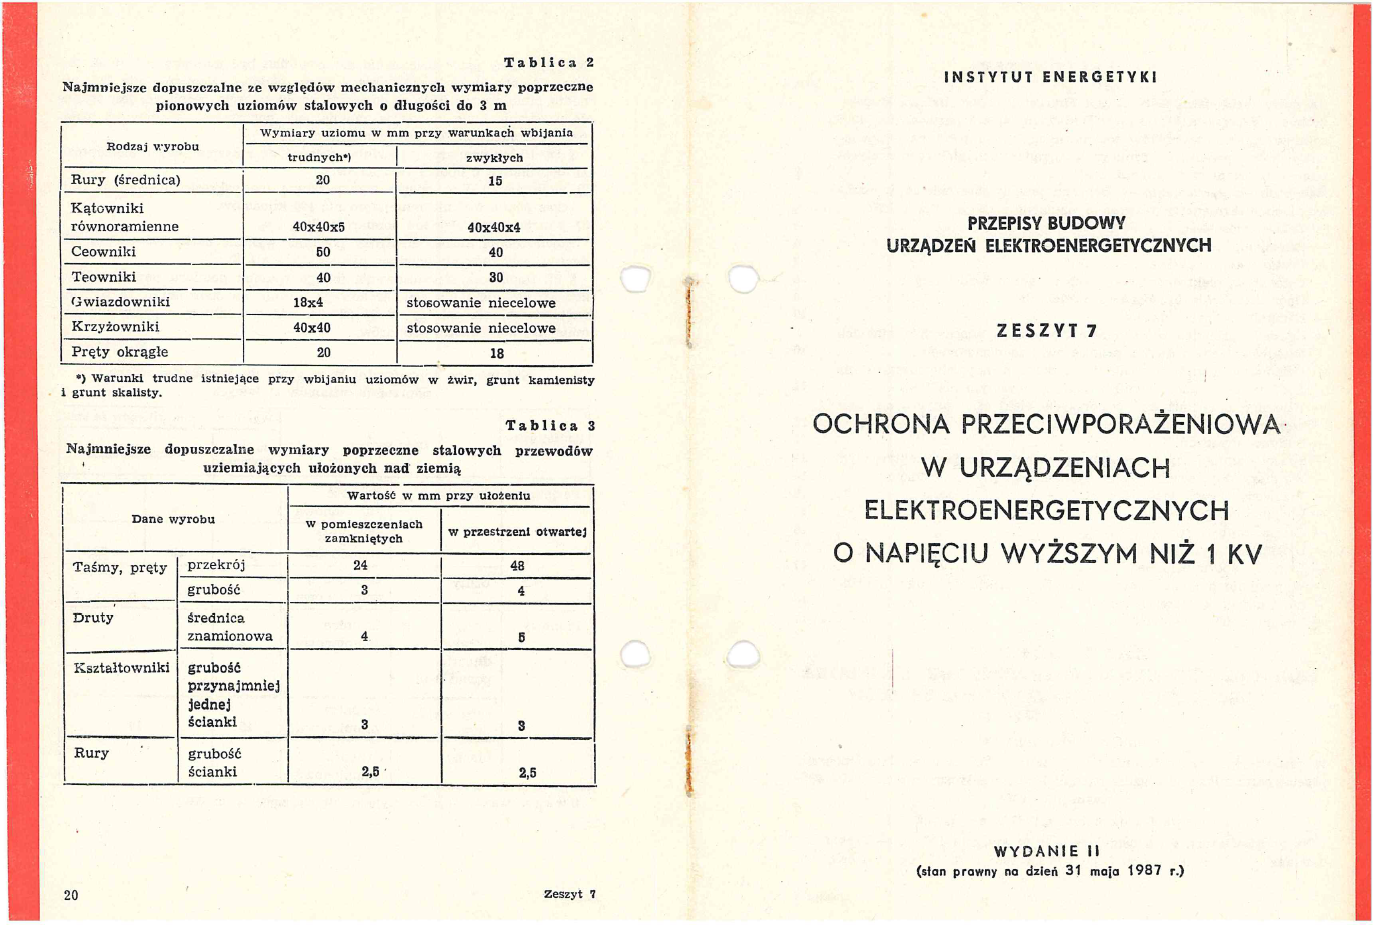 Tablica 2
Najmniejsze dopuszczalne ze względów mechanicznych wymiary poprzeczne
pionowych uziomów stalowych o długości do 3 m
Rodzaj wyrobu
Wymiary uziomu w mm przy warunkach wbijania
trudnych*) zwykłych
Rury (średnica) 20 15
Kątowniki
równoramienne 40x40x5 40x40x4
Ceowniki 50 40
Teowniki 40 30
Gwiazdowniki 18x4 stosowanie niecelowe
Krzyżowniki 40x40 stosowanie niecelowe
Pręty okrągłe 20 18
*) Warunki trudne istniejące przy wbijaniu uziomów w żwir, grunt kamienisty
i grunt skalisty.
Tablica 3
Najmniejsze dopuszczalne wymiary poprzeczne stalowych przewodów
uziemiających ułożonych nad ziemią
Dane wyrobu
Wartość w mm przy ułożeniu
w pomieszczeniach
zamkniętych
w przestrzeni otwartej
Taśmy, pręty przekrój 24 48
grubość 3 4
Druty średnica
znamionowa 4 5
Kształtowniki grubość
przynajmniej
jednej
ścianki 3 3
Rury grubość
ścianki 2,5 2,5
20 Zeszyt 7
INSTYTUT ENERGETYKI
PRZEPISY BUDOWY
URZĄDZEŃ ELEKTROENERGETYCZNYCH
ZESZYT 7
OCHRONA PRZECIWPORAŻENIOWA
W URZĄDZENIACH
ELEKTROENERGETYCZNYCH
O NAPIĘCIU WYŻSZYM NIŻ 1 KV
WYDANIE II
(stan prawny na dzień 31 maja 1987 r.)